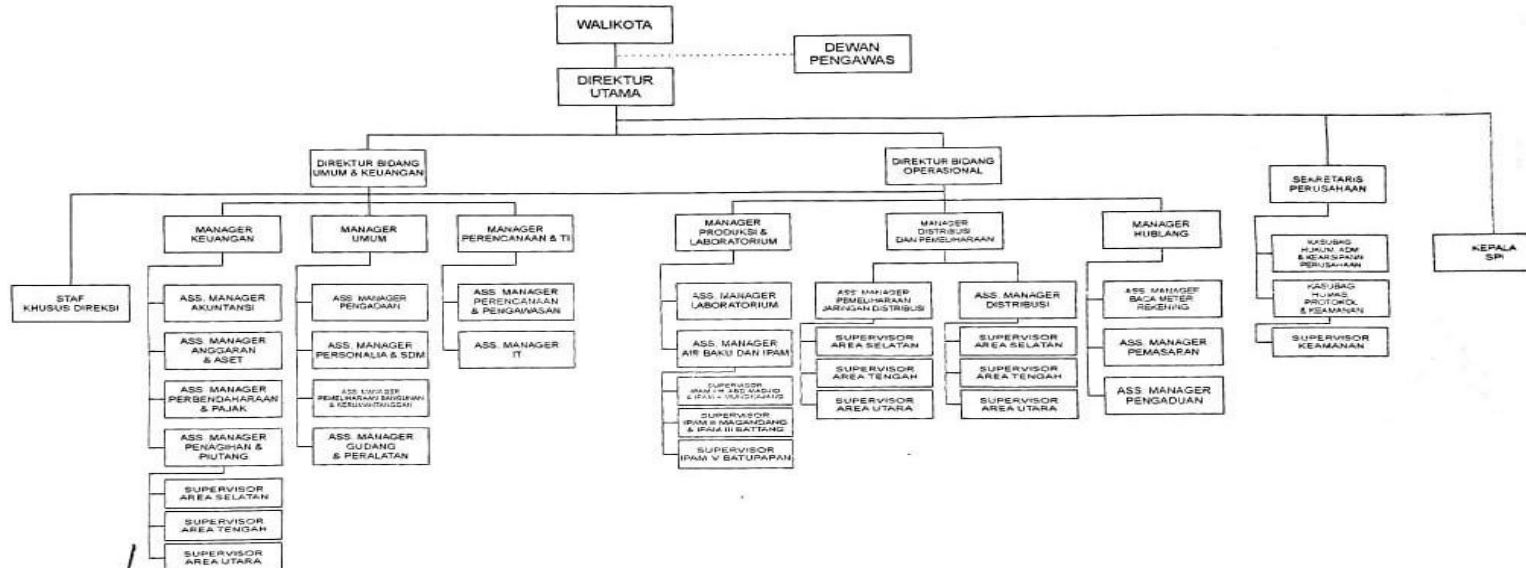 WALIKOTA
DEWAN
PENGAWAS
DIREKTUR
UTAMA
DIREKTUR BIDANG
UMUM & KEUANGAN
DIREKTUR BIDANG
OPERASIONAL
SEKRETARIS
PERUSAHAAN
MANAGER
KEUANGAN
MANAGER
UMUM
MANAGER
PERENCANAAN & TI
MANAGER
PRODUKSI &
LABORATORIUM
MANAGER
DISTRIBUSI
DAN PEMELIHARAAN
MANAGER
HUBLANG
KEPALA
SPI
STAF
KHUSUS DIREKSI
ASS. MANAGER
AKUNTANSI
ASS. MANAGER
ANGGARAN
& ASET
ASS. MANAGER
PERBENDAHARAAN
& PAJAK
ASS. MANAGER
PENAGIHAN &
PIUTANG
SUPERVISOR
AREA SELATAN
SUPERVISOR
AREA TENGAH
SUPERVISOR
AREA UTARA
ASS. MANAGER
PENGADAAN
ASS. MANAGER
PERSONALIA & SDM
ASS. MANAGER
PEMELIHARAAN BANGUNAN
& KERUMAHTANGGAN
ASS. MANAGER
GUDANG
& PERALATAN
ASS. MANAGER
PERENCANAAN
& PENGAWASAN
ASS. MANAGER
IT
ASS. MANAGER
LABORATORIUM
ASS. MANAGER
AIR BAKU DAN IPAM
SUPERVISOR
SUPERVISOR
IPAM II MAGANDANG
& IPAM III BATTANG
SUPERVISOR
IPAM V BATUPAPAN
ASS. MANAGER
PEMELIHARAAN
JARINGAN DISTRIBUSI
SUPERVISOR
AREA SELATAN
SUPERVISOR
AREA TENGAH
SUPERVISOR
AREA UTARA
ASS. MANAGER
DISTRIBUSI
SUPERVISOR
AREA SELATAN
SUPERVISOR
AREA TENGAH
SUPERVISOR
AREA UTARA
ASS. MANAGER
BACA METER
REKENING
ASS. MANAGER
PEMASARAN
ASS. MANAGER
PENGADUAN
KASUBAG
HUKUM, ADM
& KEARSIPAN
PERUSAHAAN
KASUBAG
HUMAS,
PROTOKOL
& KEAMANAN
SUPERVISOR
KEAMANAN